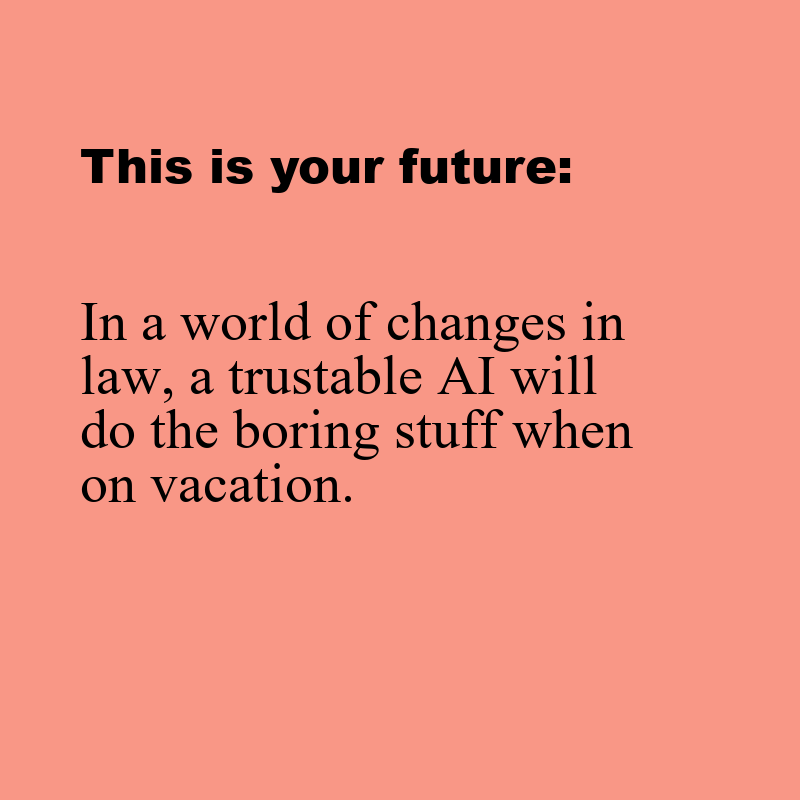 This is your future:
In a world of changes in
law, a trustable AI will
do the boring stuff when
on vacation.